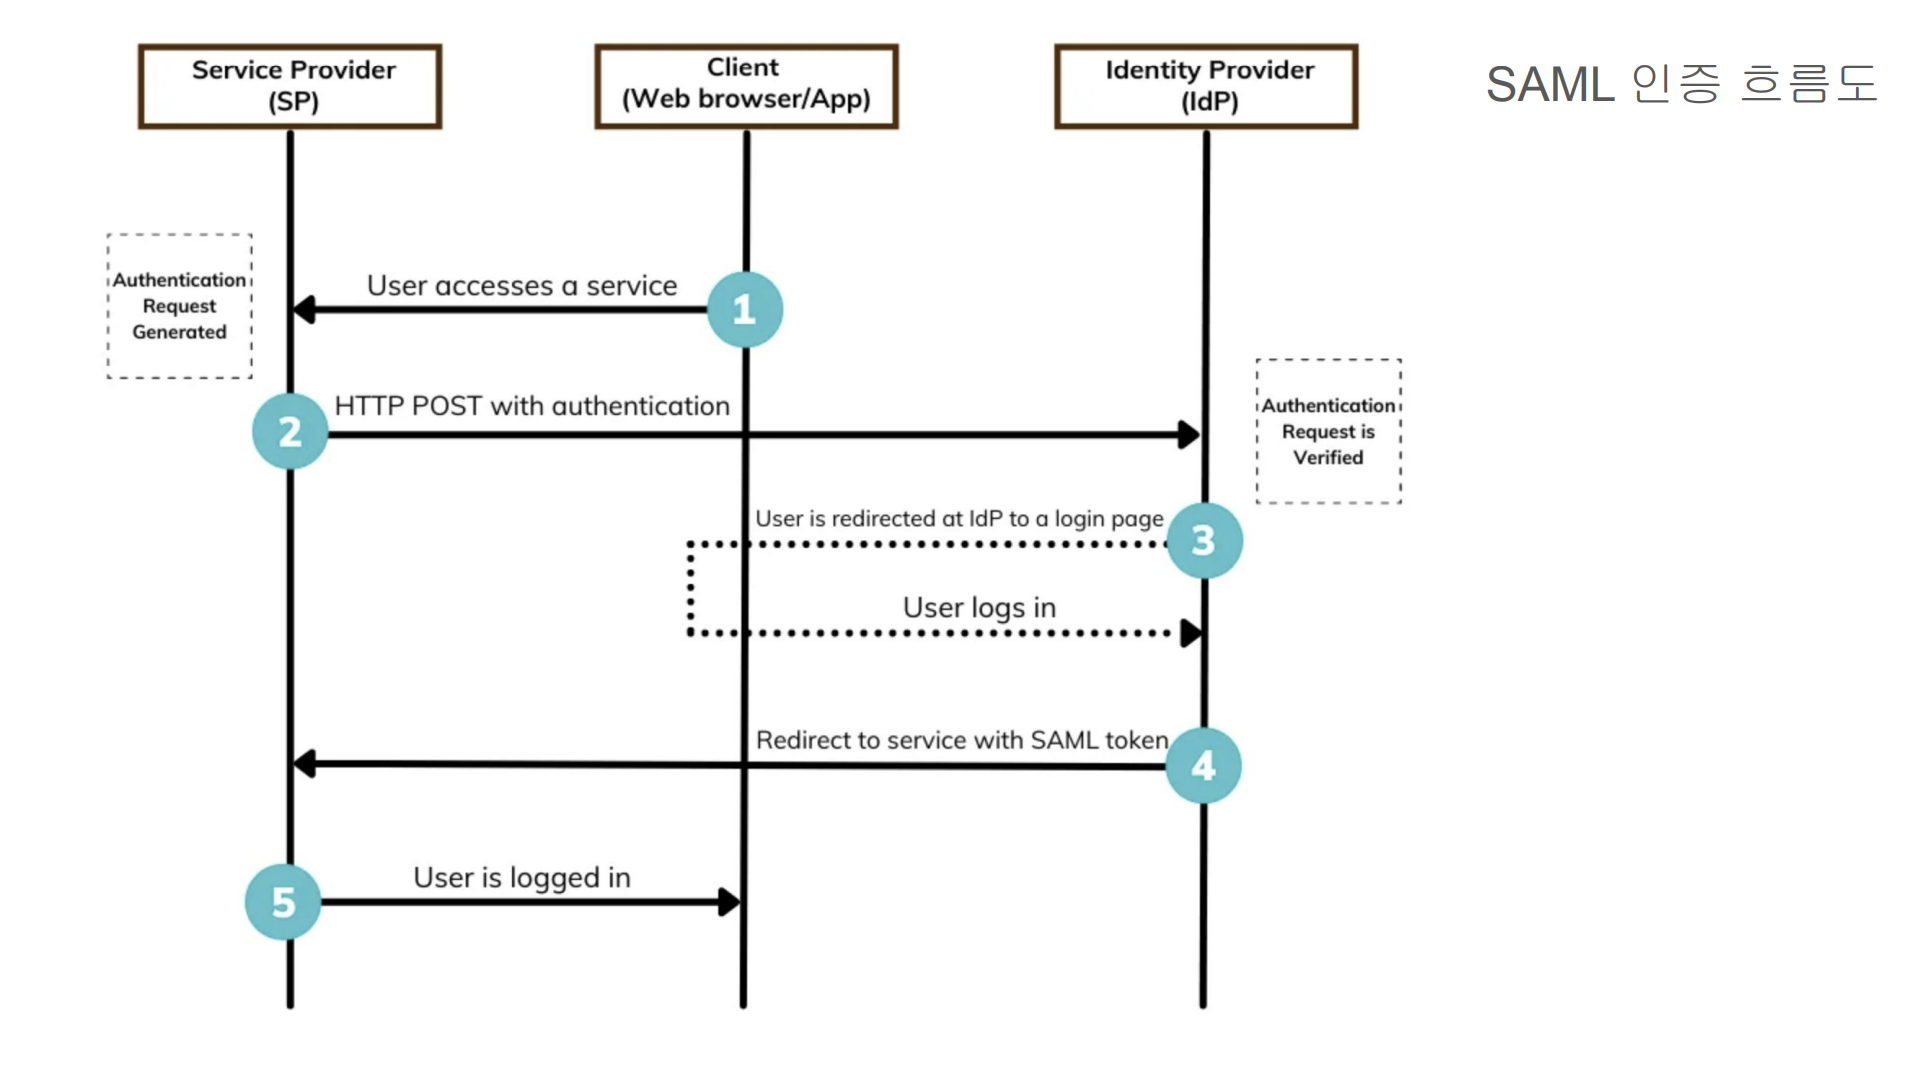 Service Provider
(SP)
Client
(Web browser/App)
Identity Provider
(IdP)
SAML 인증 흐름도
Authentication
Request
Generated
User accesses a service
1
2
HTTP POST with authentication
Authentication
Request is
Verified
User is redirected at IdP to a login page
3
User logs in
Redirect to service with SAML token
4
5
User is logged in